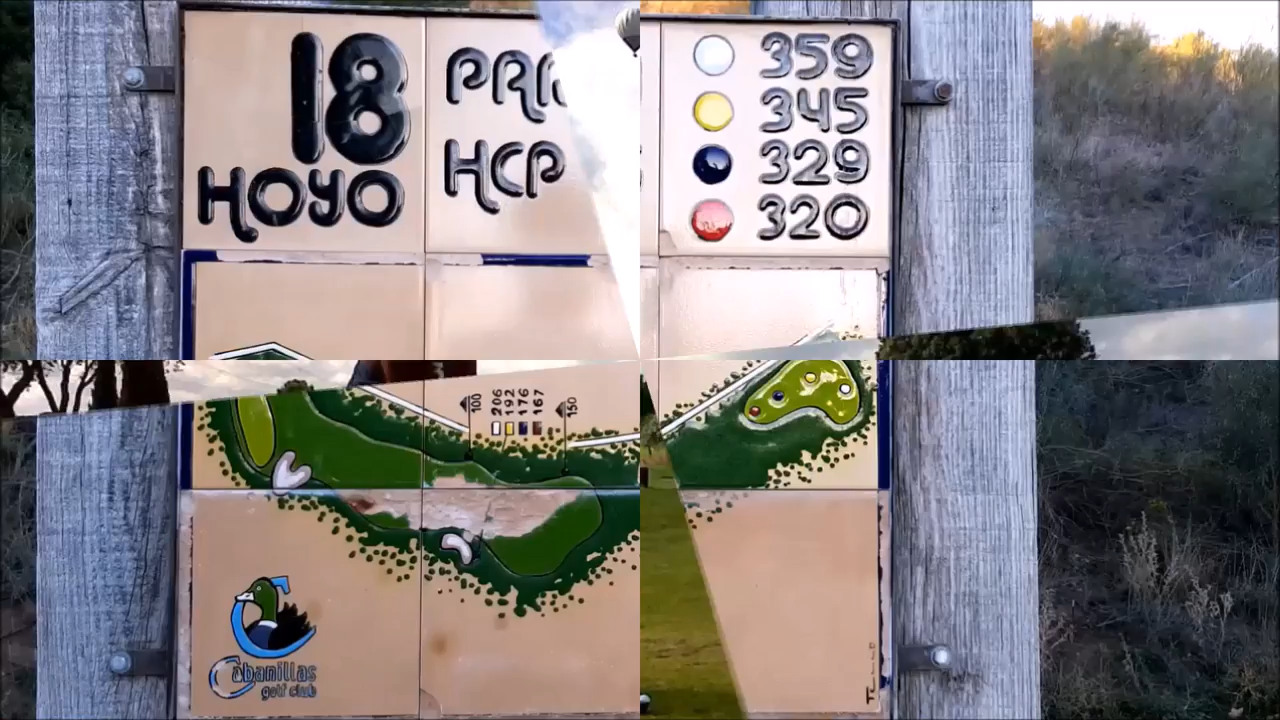 18
HOYO
PAR
HCP
359
345
329
320
100
206
192
176
167
150
Cabanillas
golf club